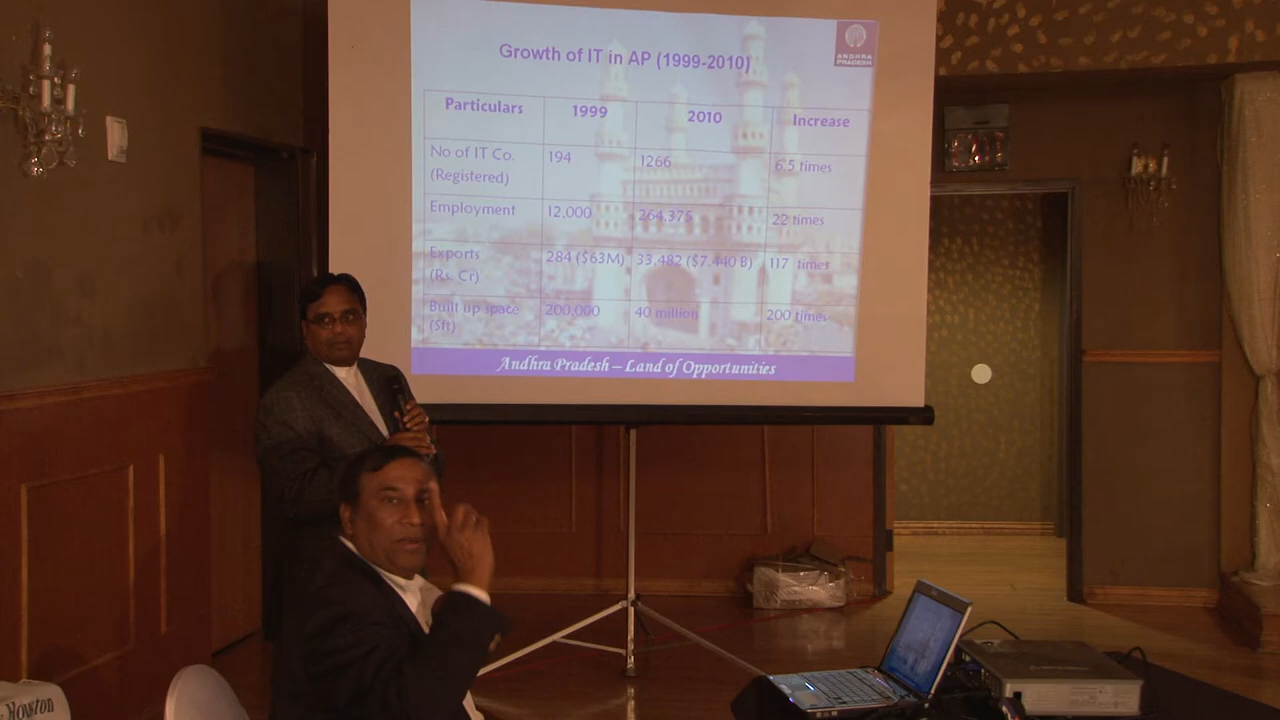 Growth of IT in AP (1999-2010)
ANDHRA
PRADESH
Particulars 1999 2010 Increase
No of IT Co. 194 1266 6.5 times
(Registered)
Employment 12,000 264,375 22 times
Exports 284 ($63M) 33,482 ($7.440 B) 117 times
(Rs. Cr)
Built up space 200,000 40 million 200 times
(Sft)
Andhra Pradesh – Land of Opportunities
Houston